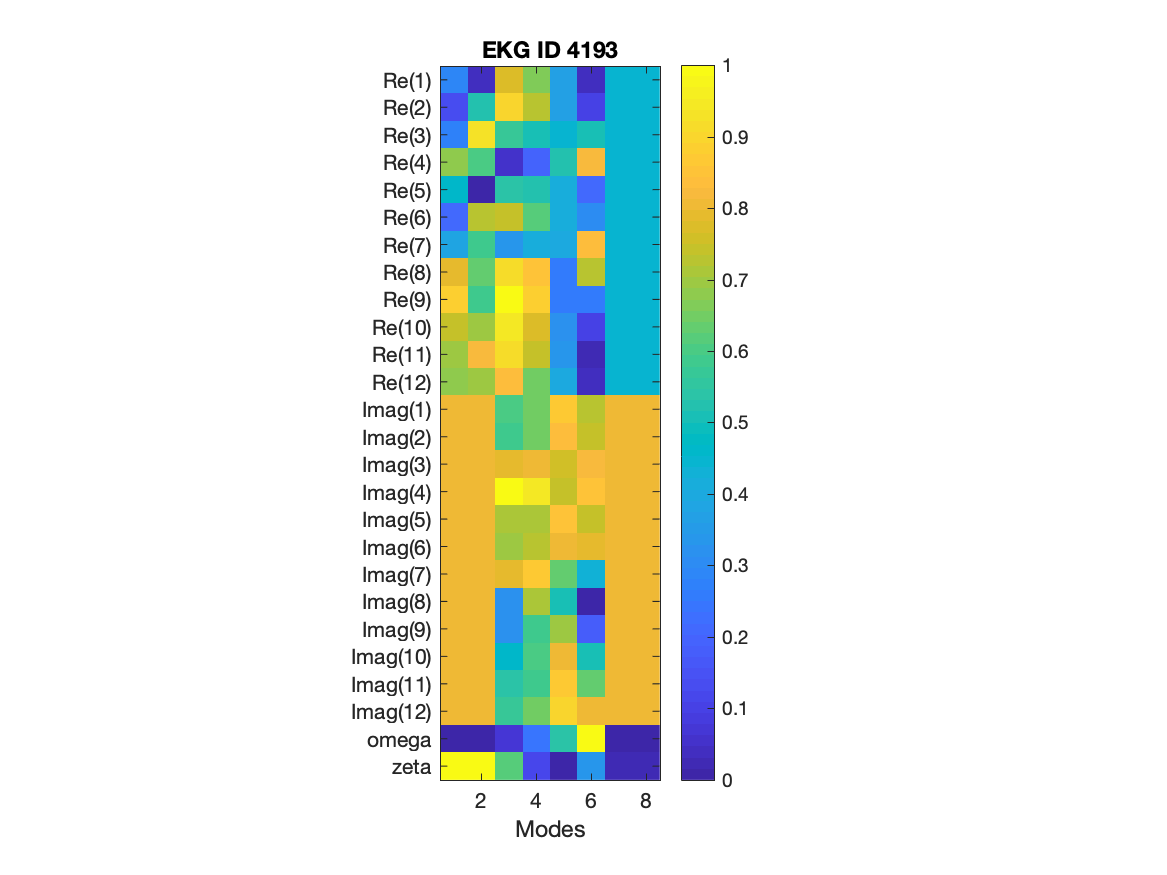 EKG ID 4193
Re(1)
Re(2)
Re(3)
Re(4)
Re(5)
Re(6)
Re(7)
Re(8)
Re(9)
Re(10)
Re(11)
Re(12)
Imag(1)
Imag(2)
Imag(3)
Imag(4)
Imag(5)
Imag(6)
Imag(7)
Imag(8)
Imag(9)
Imag(10)
Imag(11)
Imag(12)
omega
zeta
2 4 6 8
Modes
1
0.9
0.8
0.7
0.6
0.5
0.4
0.3
0.2
0.1
0